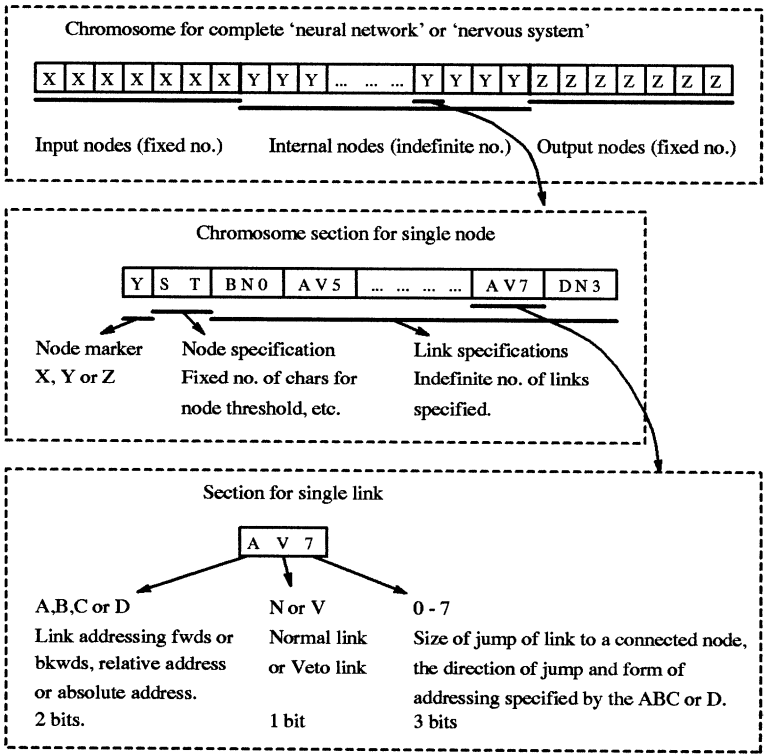 Chromosome for complete ‘neural network’ or ‘nervous system’
X X X X X X X Y Y Y ... ... ... Y Y Y Y Z Z Z Z Z Z Z
Input nodes (fixed no.) Internal nodes (indefinite no.) Output nodes (fixed no.)
Chromosome section for single node
Y S T B N 0 A V 5 ... ... ... ... A V 7 D N 3
Node marker
X, Y or Z
Node specification
Fixed no. of chars for
node threshold, etc.
Link specifications
Indefinite no. of links
specified.
Section for single link
A V 7
A,B,C or D
Link addressing fwds or
bkwds, relative address
or absolute address.
2 bits.
N or V
Normal link
or Veto link
1 bit
0 - 7
Size of jump of link to a connected node,
the direction of jump and form of
addressing specified by the ABC or D.
3 bits